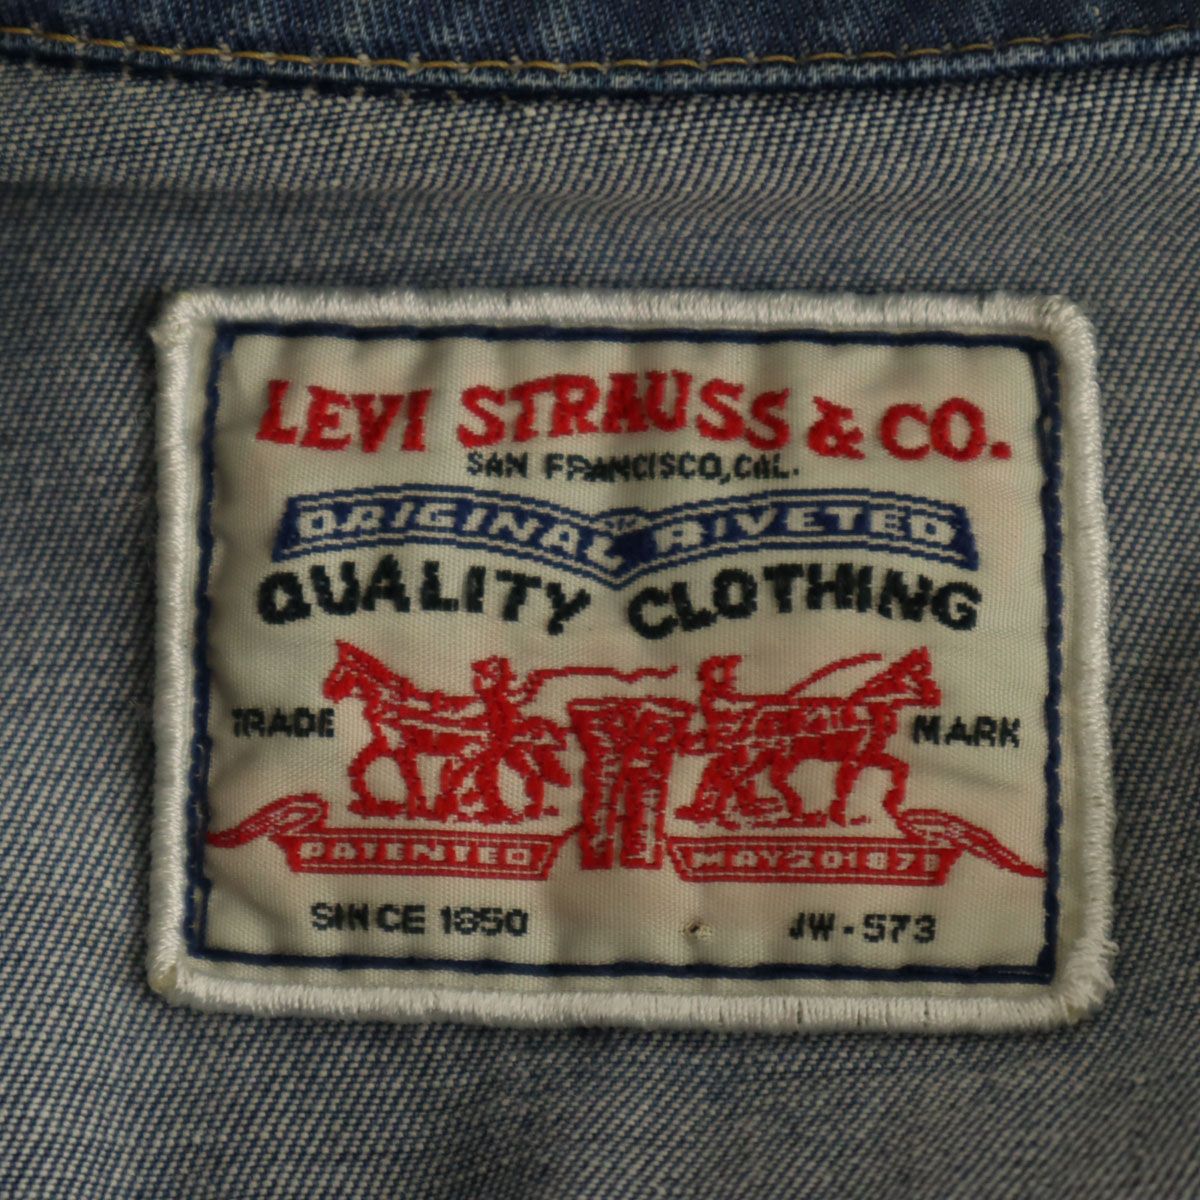 LEVI STRAUSS & CO.
SAN FRANCISCO, CAL.
ORIGINAL RIVETED
QUALITY CLOTHING
TRADE MARK
PATENTED MAY 20 1873
SINCE 1850 JW-573